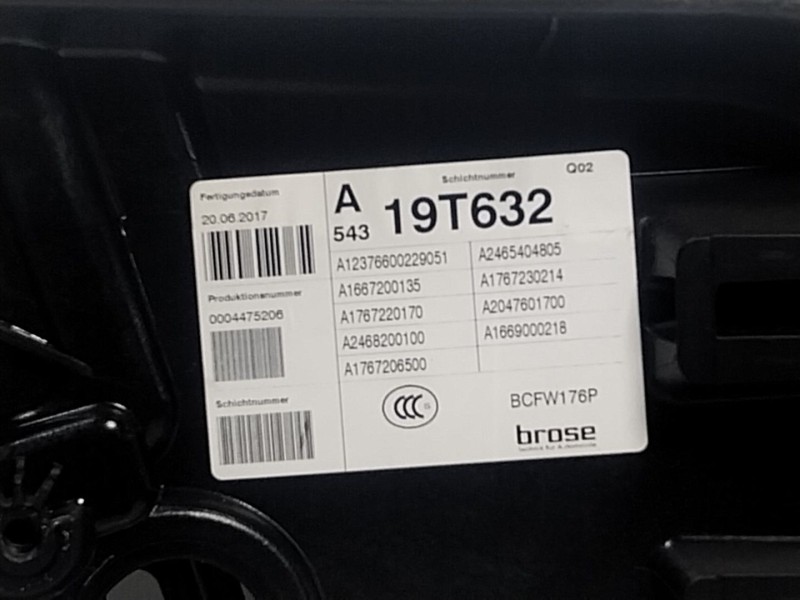 Fertigungsdatum
20.06.2017
Produktionsnummer
0004475206
Schichtnummer
A
543
Schichtnummer
Q02
19T632
A12376600229051 A2465404805
A1667200135 A1767230214
A1767220170 A2047601700
A2468200100 A1669000218
A1767206500
CCC S
BCFW176P
brose